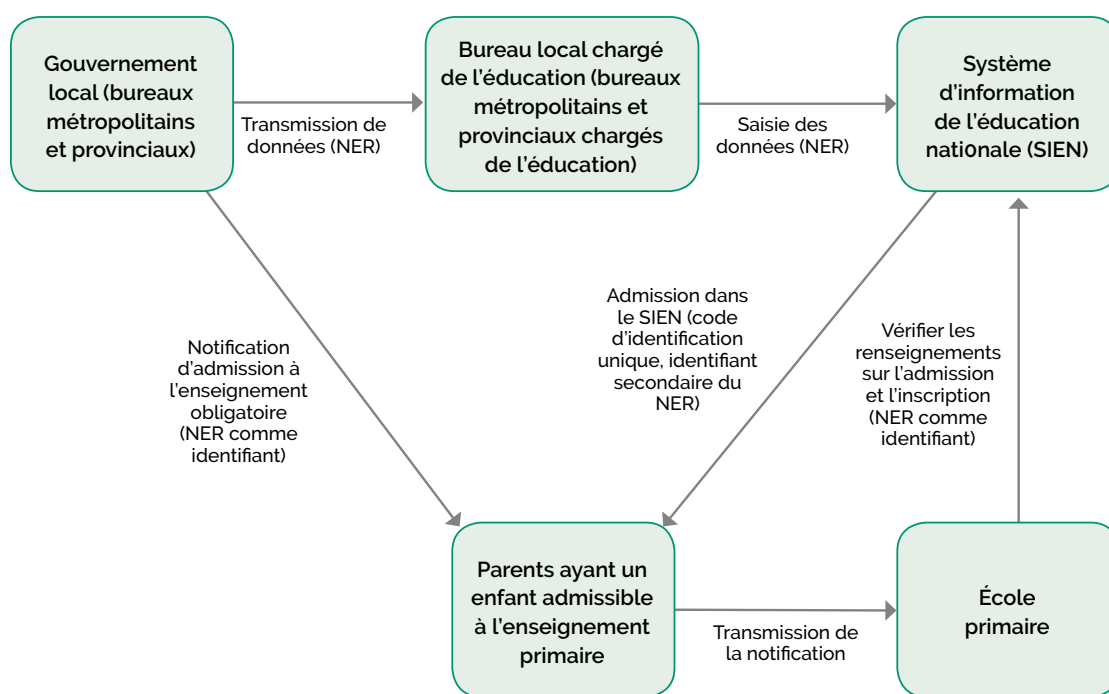 Gouvernement
local (bureaux
métropolitains
et provinciaux)
Transmission de
données (NER)
Bureau local chargé
de l'éducation (bureaux
métropolitains et
provinciaux chargés
de l'éducation)
Saisie des
données (NER)
Système
d'information
de l'éducation
nati0nale (SIEN)
Notification
d'admission à
l'enseignement
obligatoire
(NER comme
identifiant)
Admission dans
le SIEN (code
d'identification
unique, identifiant
secondaire du
NER)
Vérifier les
renseignements
sur l'admission
et l'inscription
(NER comme
identifiant)
Parents ayant un
enfant admissible
à l'enseignement
primaire
Transmission de
la notification
École
primaire